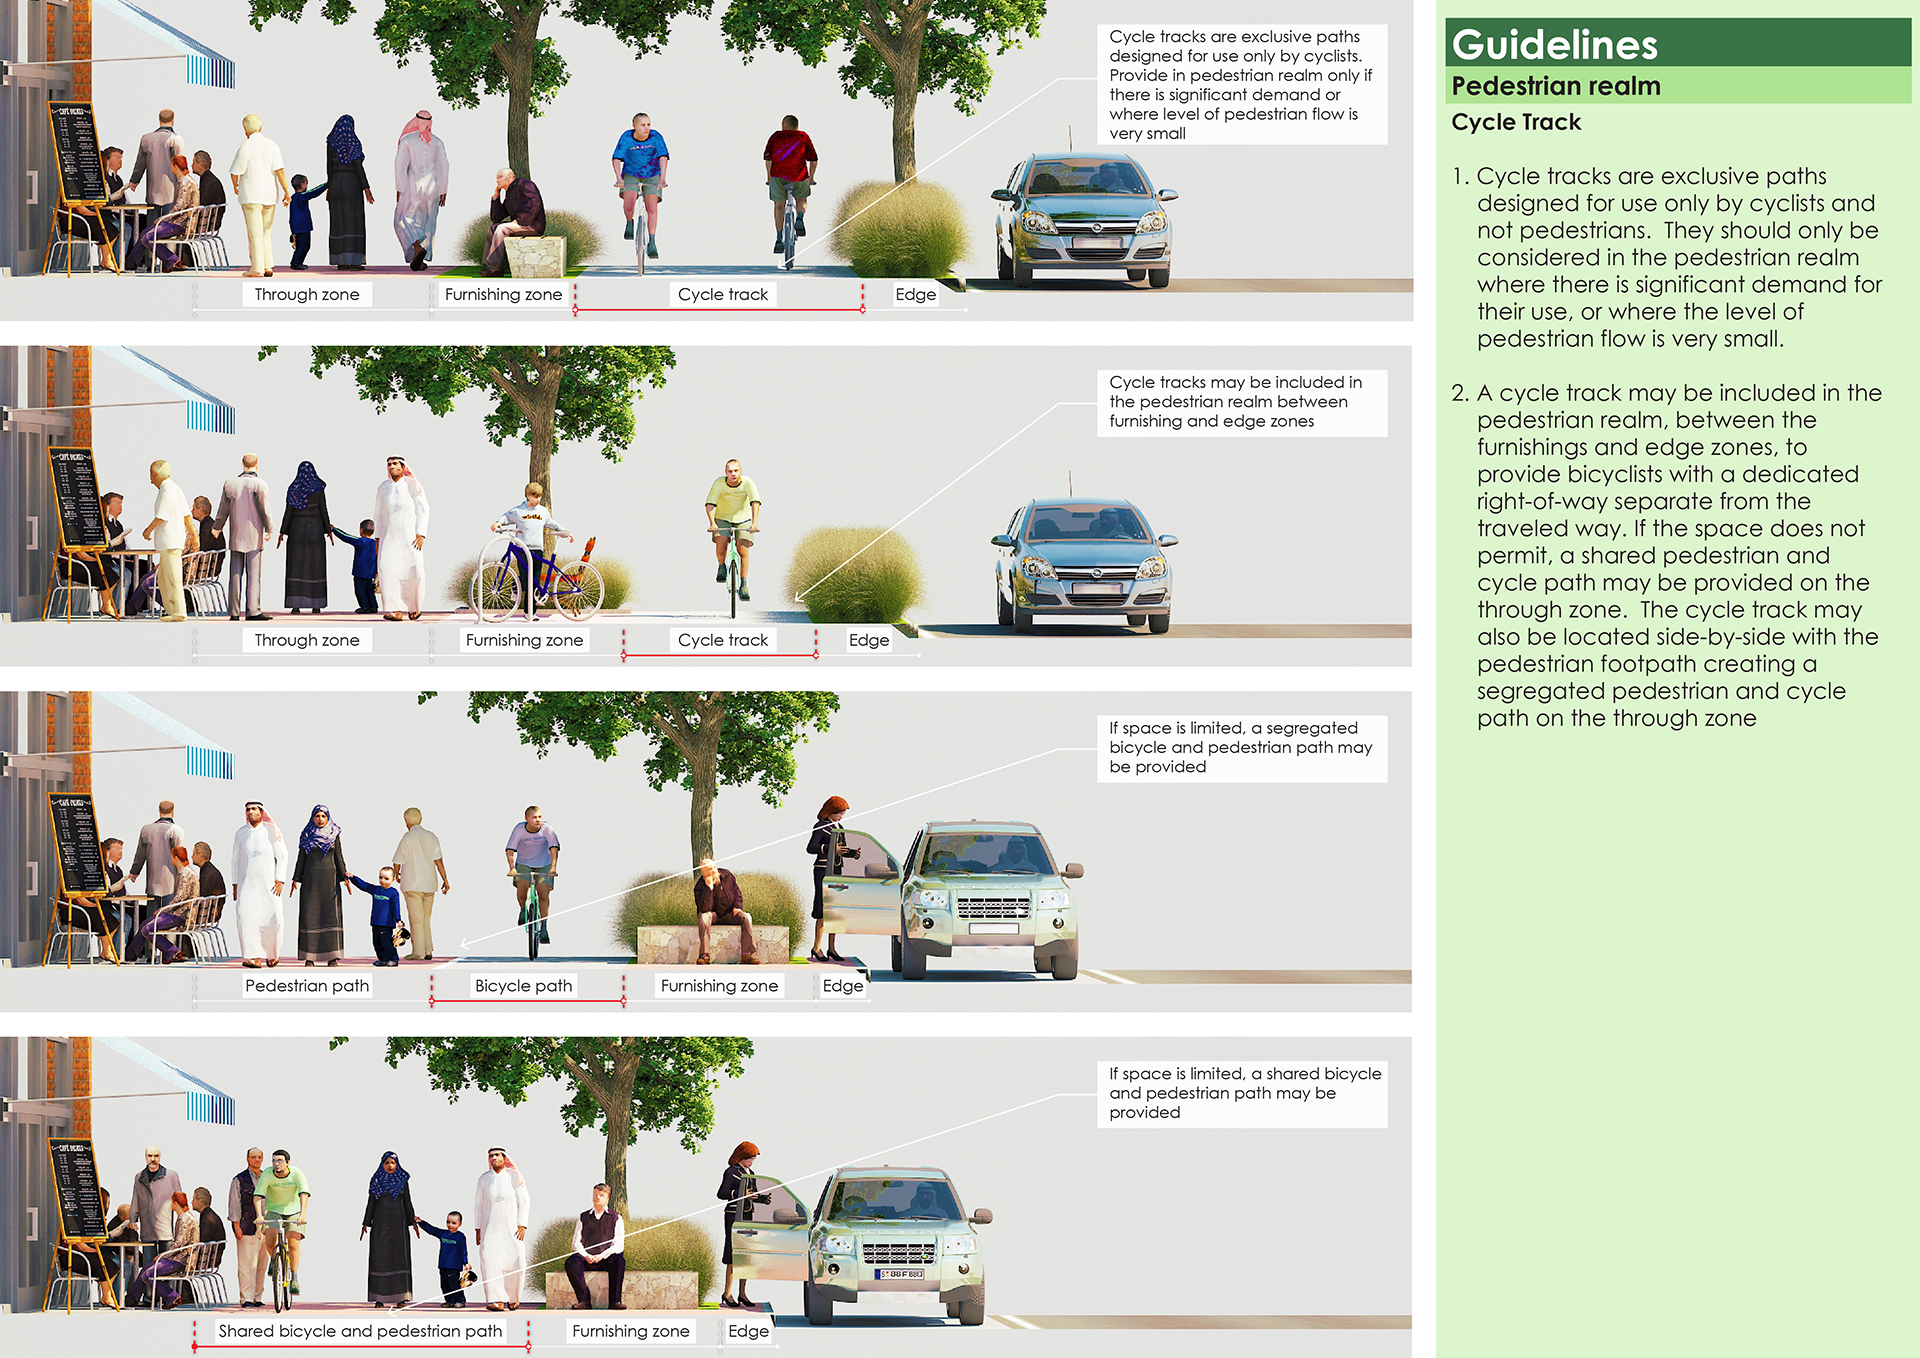 Cycle tracks are exclusive paths
designed for use only by cyclists.
Provide in pedestrian realm only if
there is significant demand or
where level of pedestrian flow is
very small
Through zone
Furnishing zone
Cycle track
Edge
Cycle tracks may be included in
the pedestrian realm between
furnishing and edge zones
Through zone
Furnishing zone
Cycle track
Edge
If space is limited, a segregated
bicycle and pedestrian path may
be provided
Pedestrian path
Bicycle path
Furnishing zone
Edge
If space is limited, a shared bicycle
and pedestrian path may be
provided
Shared bicycle and pedestrian path
Furnishing zone
Edge
Guidelines
Pedestrian realm
Cycle Track
1. Cycle tracks are exclusive paths
designed for use only by cyclists and
not pedestrians.  They should only be
considered in the pedestrian realm
where there is significant demand for
their use, or where the level of
pedestrian flow is very small.
2. A cycle track may be included in the
pedestrian realm, between the
furnishings and edge zones, to
provide bicyclists with a dedicated
right-of-way separate from the
traveled way. If the space does not
permit, a shared pedestrian and
cycle path may be provided on the
through zone.  The cycle track may
also be located side-by-side with the
pedestrian footpath creating a
segregated pedestrian and cycle
path on the through zone